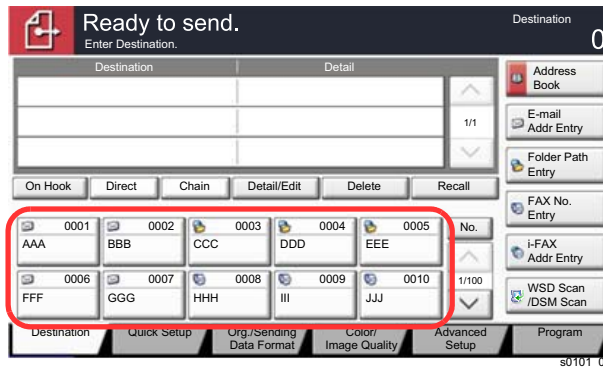 Ready to send.
Enter Destination.
Destination
0
Destination Detail
1/1
Address
Book
E-mail
Addr Entry
Folder Path
Entry
FAX No.
Entry
i-FAX
Addr Entry
WSD Scan
/DSM Scan
On Hook Direct Chain Detail/Edit Delete Recall
0001 0002 0003 0004 0005 No.
AAA BBB CCC DDD EEE
0006 0007 0008 0009 0010 1/100
FFF GGG HHH III JJJ
Destination Quick Setup Org./Sending
Data Format Color/
Image Quality Advanced
Setup Program
s0101_0